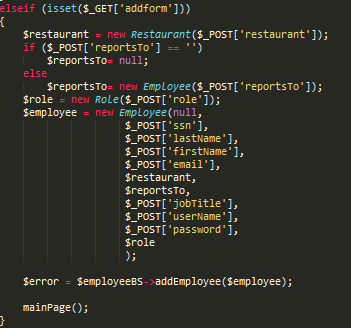 elseif (isset($_GET['addform']))
{
    $restaurant = new Restaurant($_POST['restaurant']);
    if ($_POST['reportsTo'] == '')
        $reportsTo= null;
    else
        $reportsTo= new Employee($_POST['reportsTo']);
    $role = new Role($_POST['role']);
    $employee = new Employee(null,
                    $_POST['ssn'],
                    $_POST['lastName'],
                    $_POST['firstName'],
                    $_POST['email'],
                    $restaurant,
                    $reportsTo,
                    $_POST['jobTitle'],
                    $_POST['userName'],
                    $_POST['password'],
                    $role
                    );
    $error = $employeeBS->addEmployee($employee);
    mainPage();
}